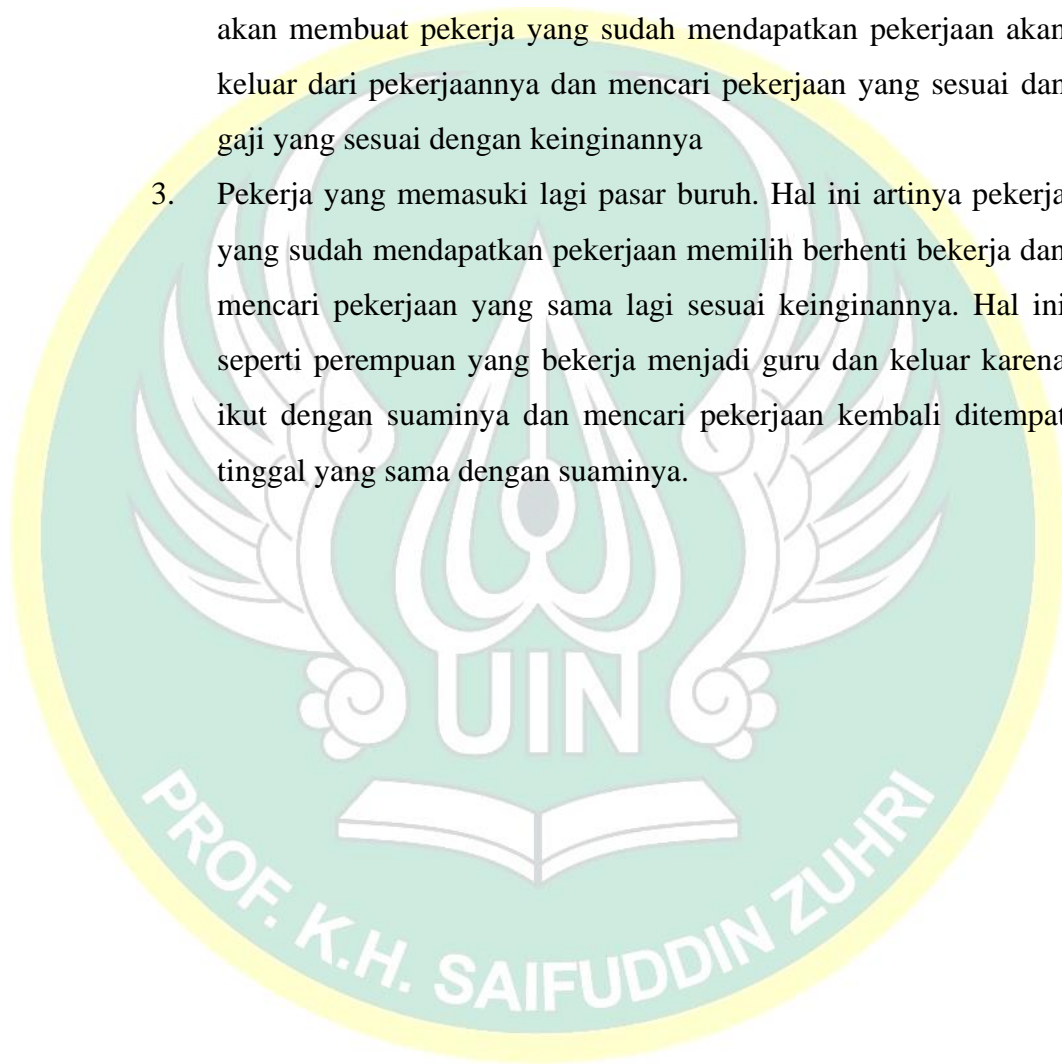 akan membuat pekerja yang sudah mendapatkan pekerjaan akan
keluar dari pekerjaannya dan mencari pekerjaan yang sesuai dan
gaji yang sesuai dengan keinginannya
3. Pekerja yang memasuki lagi pasar buruh. Hal ini artinya pekerja
yang sudah mendapatkan pekerjaan memilih berhenti bekerja dan
mencari pekerjaan yang sama lagi sesuai keinginannya. Hal ini
seperti perempuan yang bekerja menjadi guru dan keluar karena
ikut dengan suaminya dan mencari pekerjaan kembali ditempat
tinggal yang sama dengan suaminya.
UIN
PROF. K.H. SAIFUDDIN ZUHRI